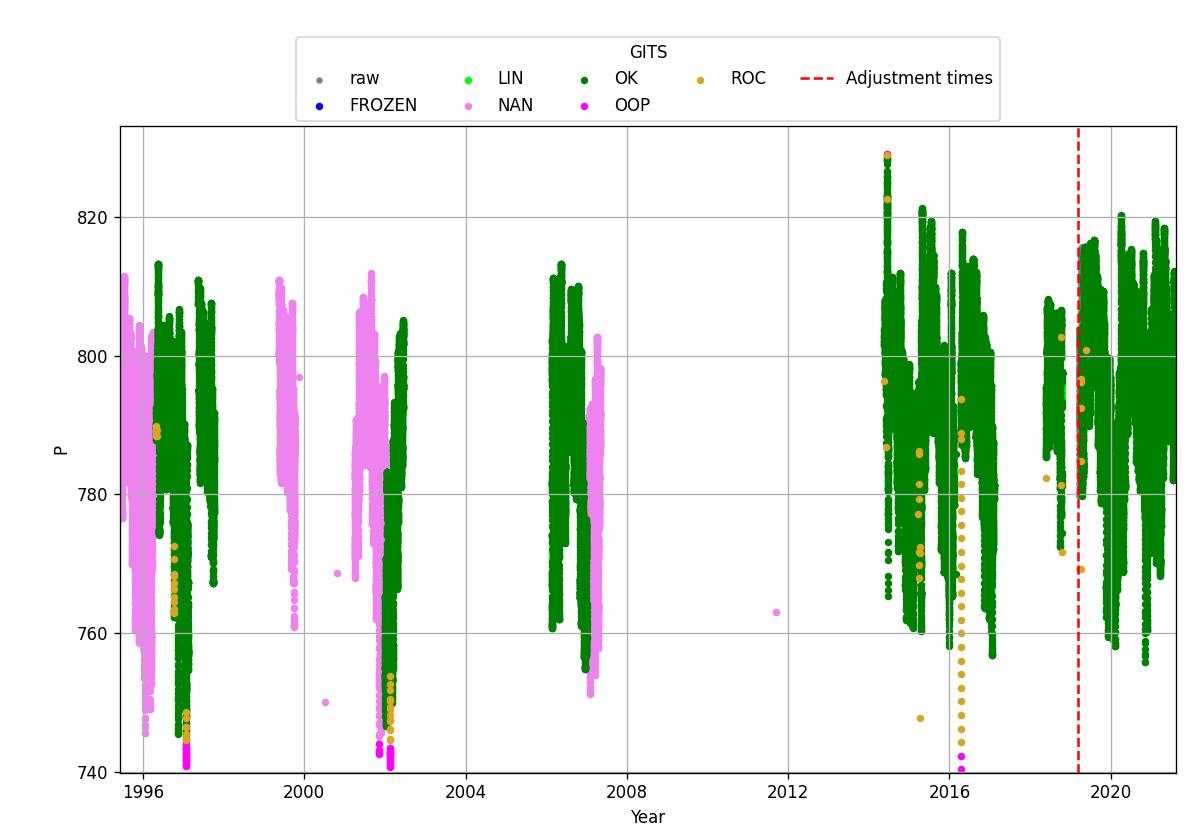 GITS
raw
LIN
OK
ROC
Adjustment times
FROZEN
NAN
OOP
820
800
780
760
740
P
1996
2000
2004
2008
2012
2016
2020
Year